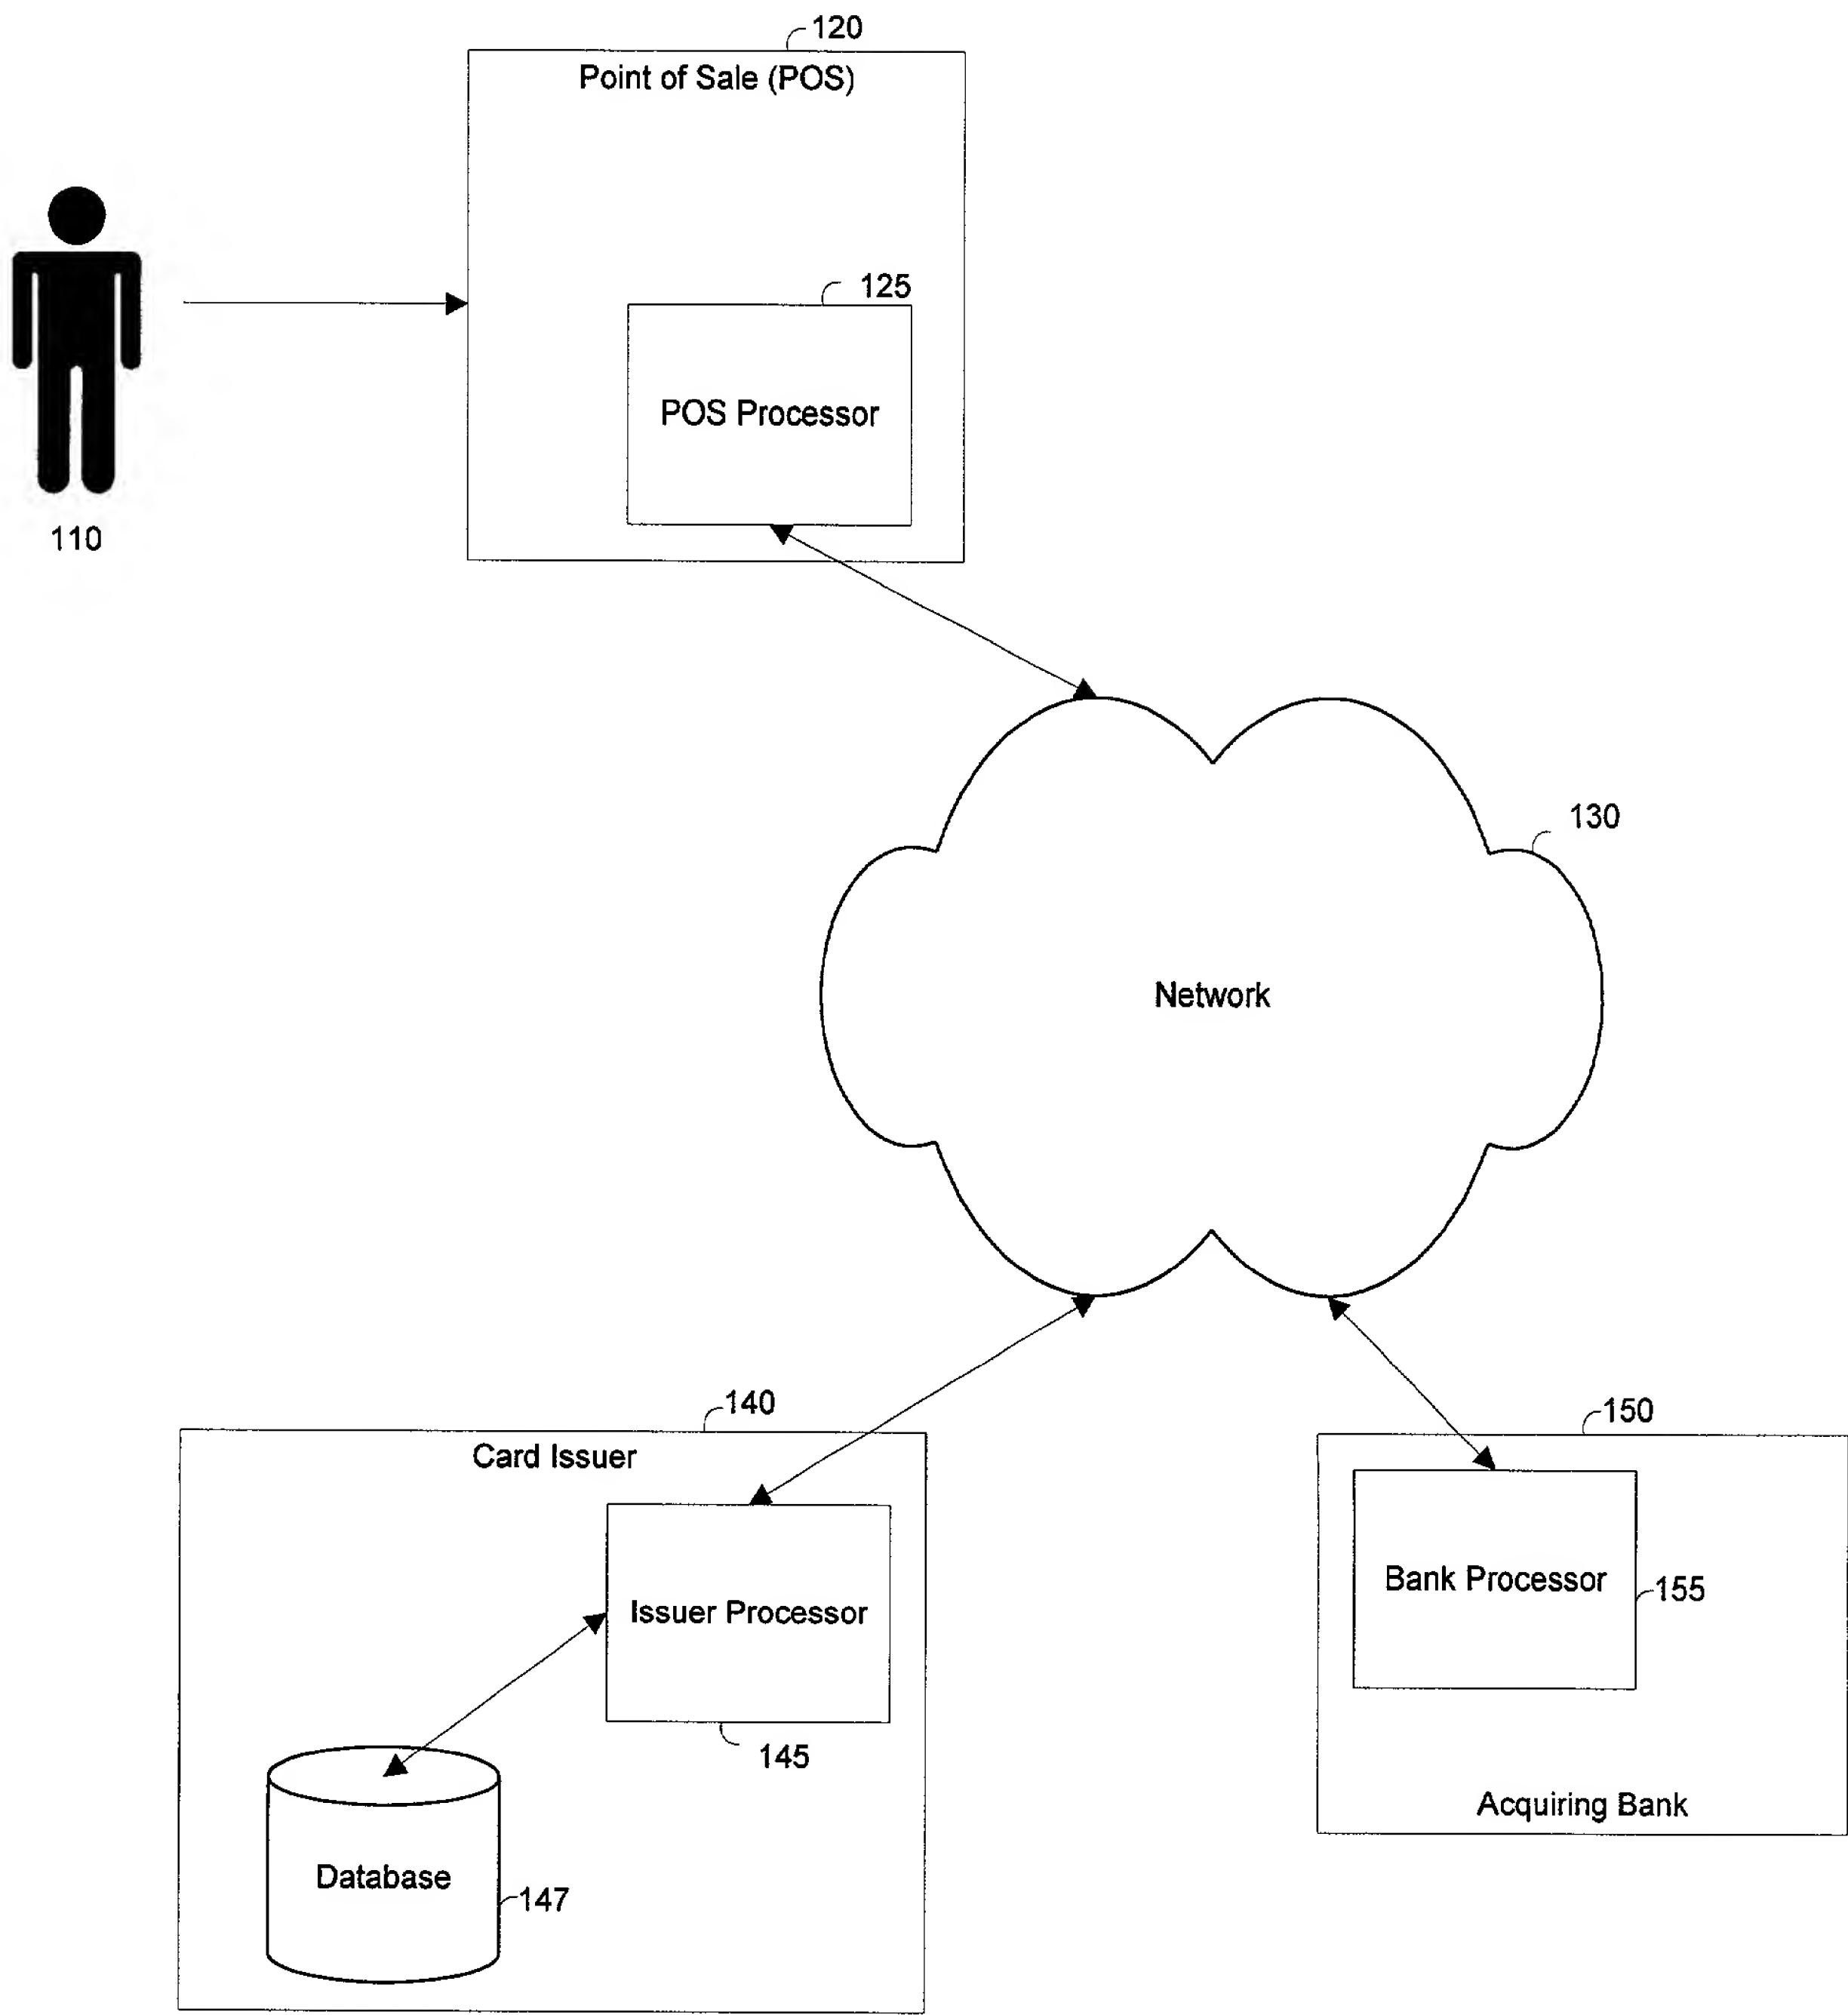 120
Point of Sale (POS)
125
POS Processor
110
130
Network
140
Card Issuer
150
Bank Processor
155
Issuer Processor
145
Acquiring Bank
Database
147